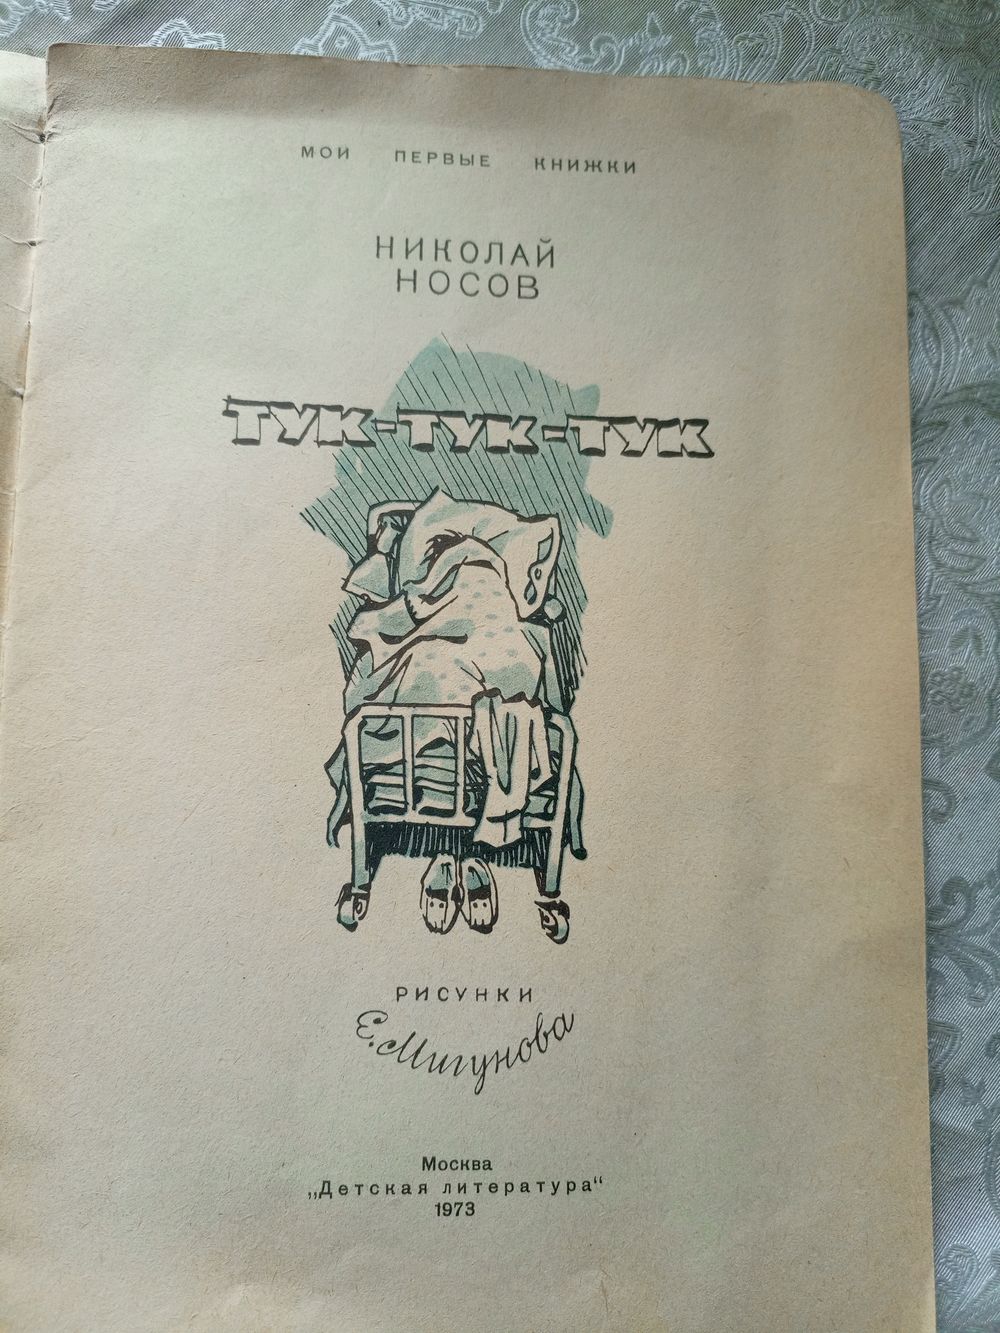 МОИ ПЕРВЫЕ КНИЖКИ
НИКОЛАЙ
НОСОВ
ТУК-ТУК-ТУК
РИСУНКИ
Е. Мигунова
Москва
„Детская литература“
1973